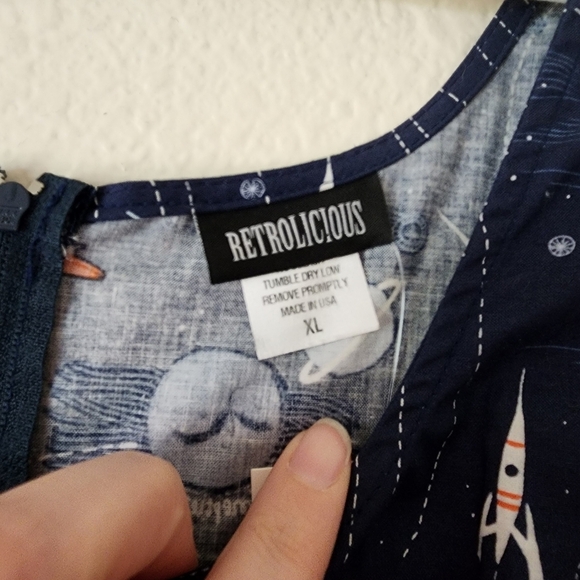 RETROLICIOUS
TUMBLE DRY LOW
REMOVE PROMPTLY
MADE IN USA
XL